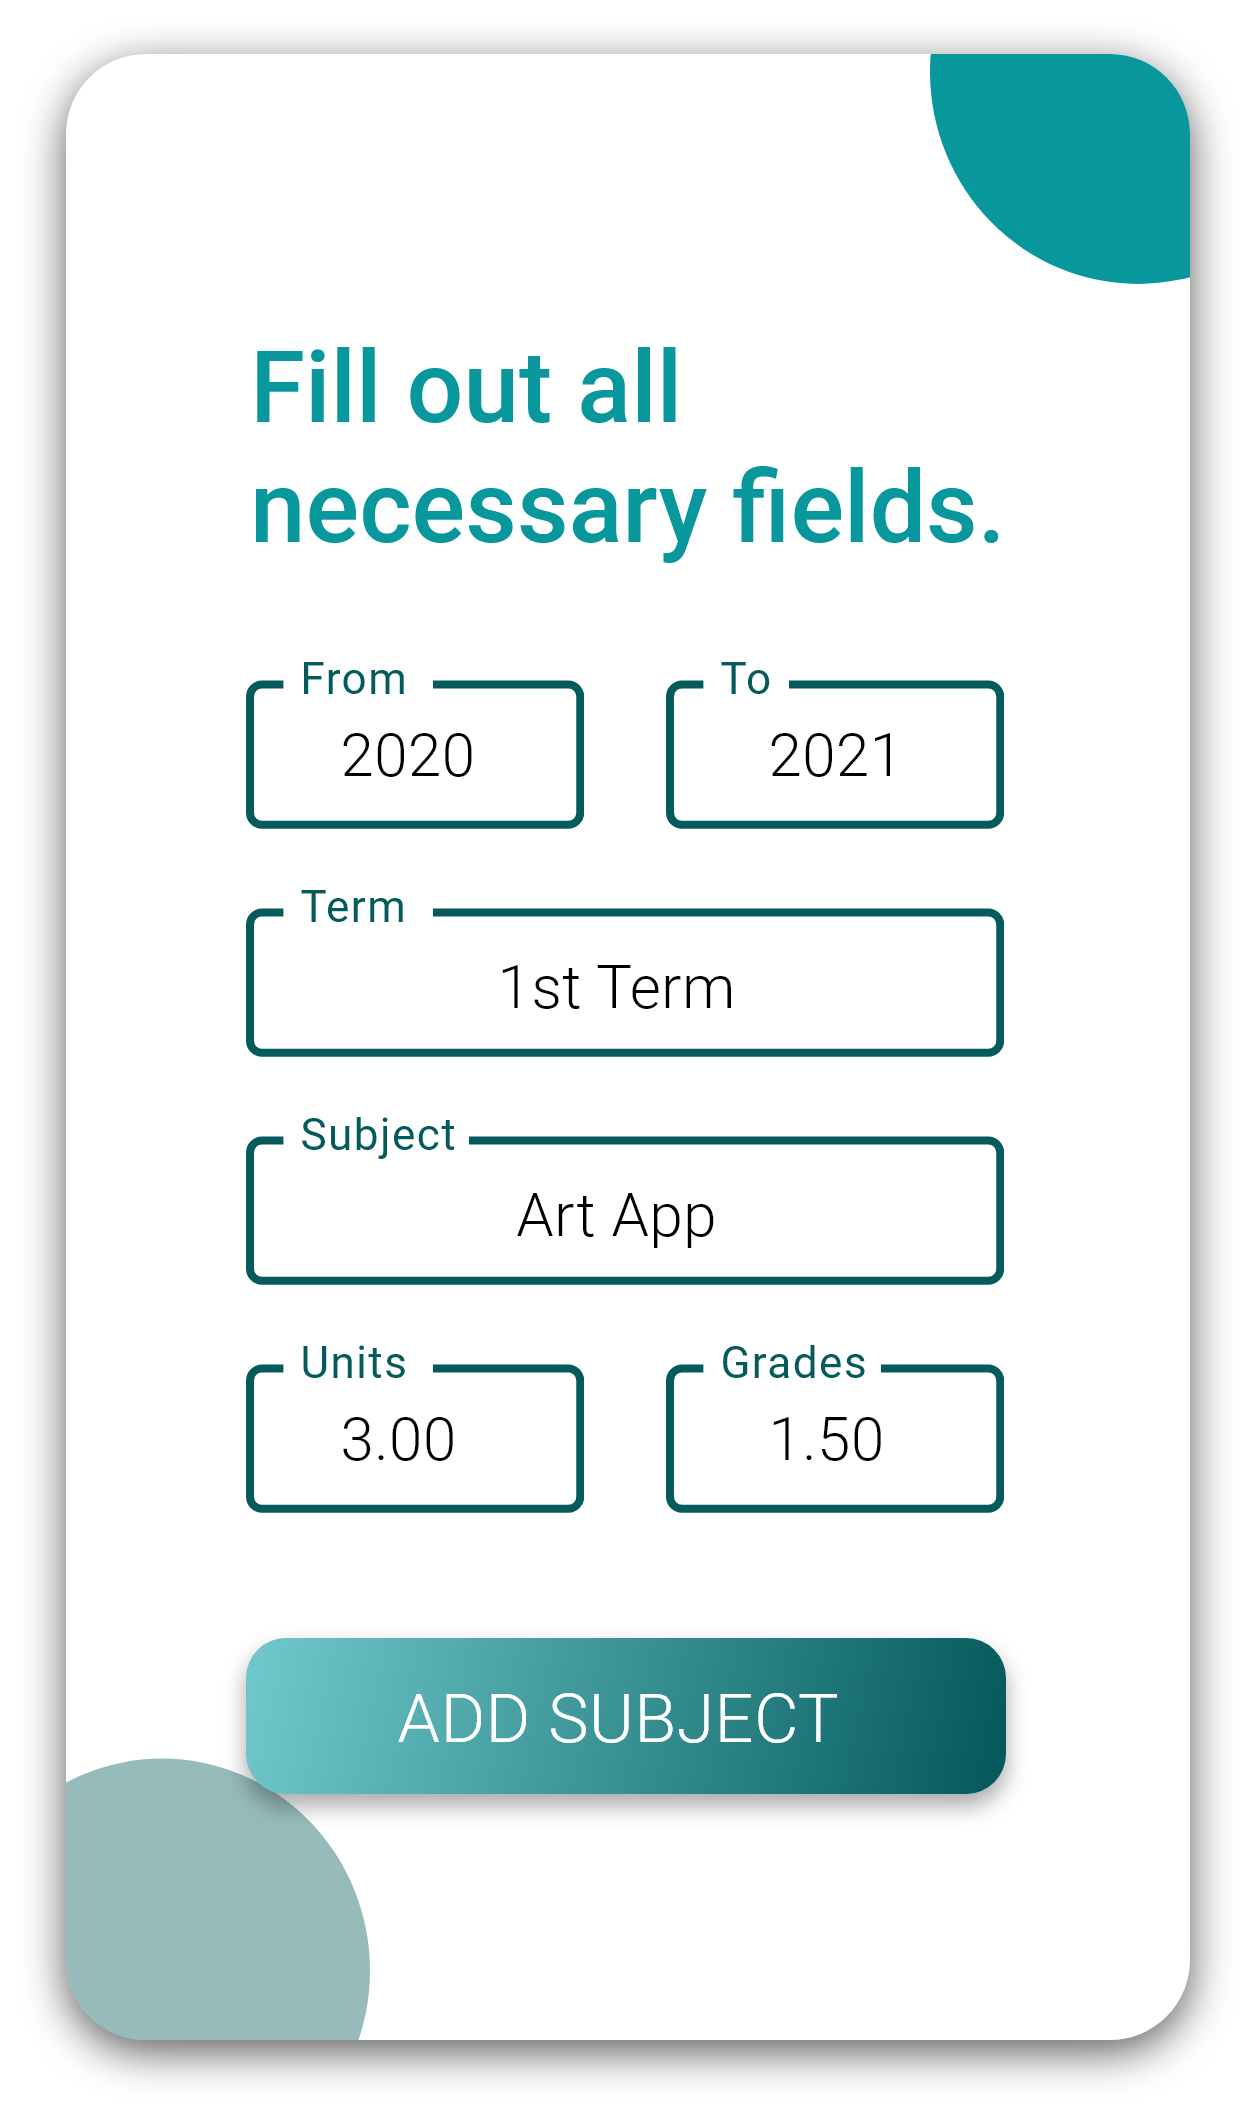 Fill out all
necessary fields.
From
To
2020
2021
Term
1st Term
Subject
Art App
Units
Grades
3.00
1.50
ADD SUBJECT